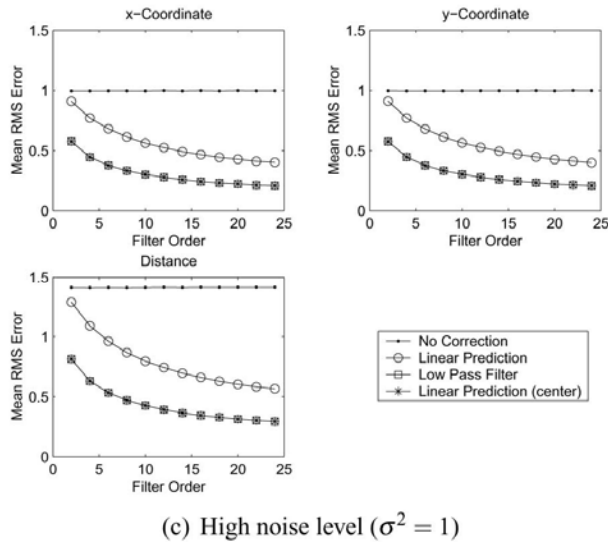 x-Coordinate
1.5
1
0.5
0
0 5 10 15 20 25
Mean RMS Error
Filter Order
y-Coordinate
1.5
1
0.5
0
0 5 10 15 20 25
Mean RMS Error
Filter Order
Distance
1.5
1
0.5
0
0 5 10 15 20 25
Mean RMS Error
Filter Order
No Correction
Linear Prediction
Low Pass Filter
Linear Prediction (center)
(c) High noise level (σ² = 1)